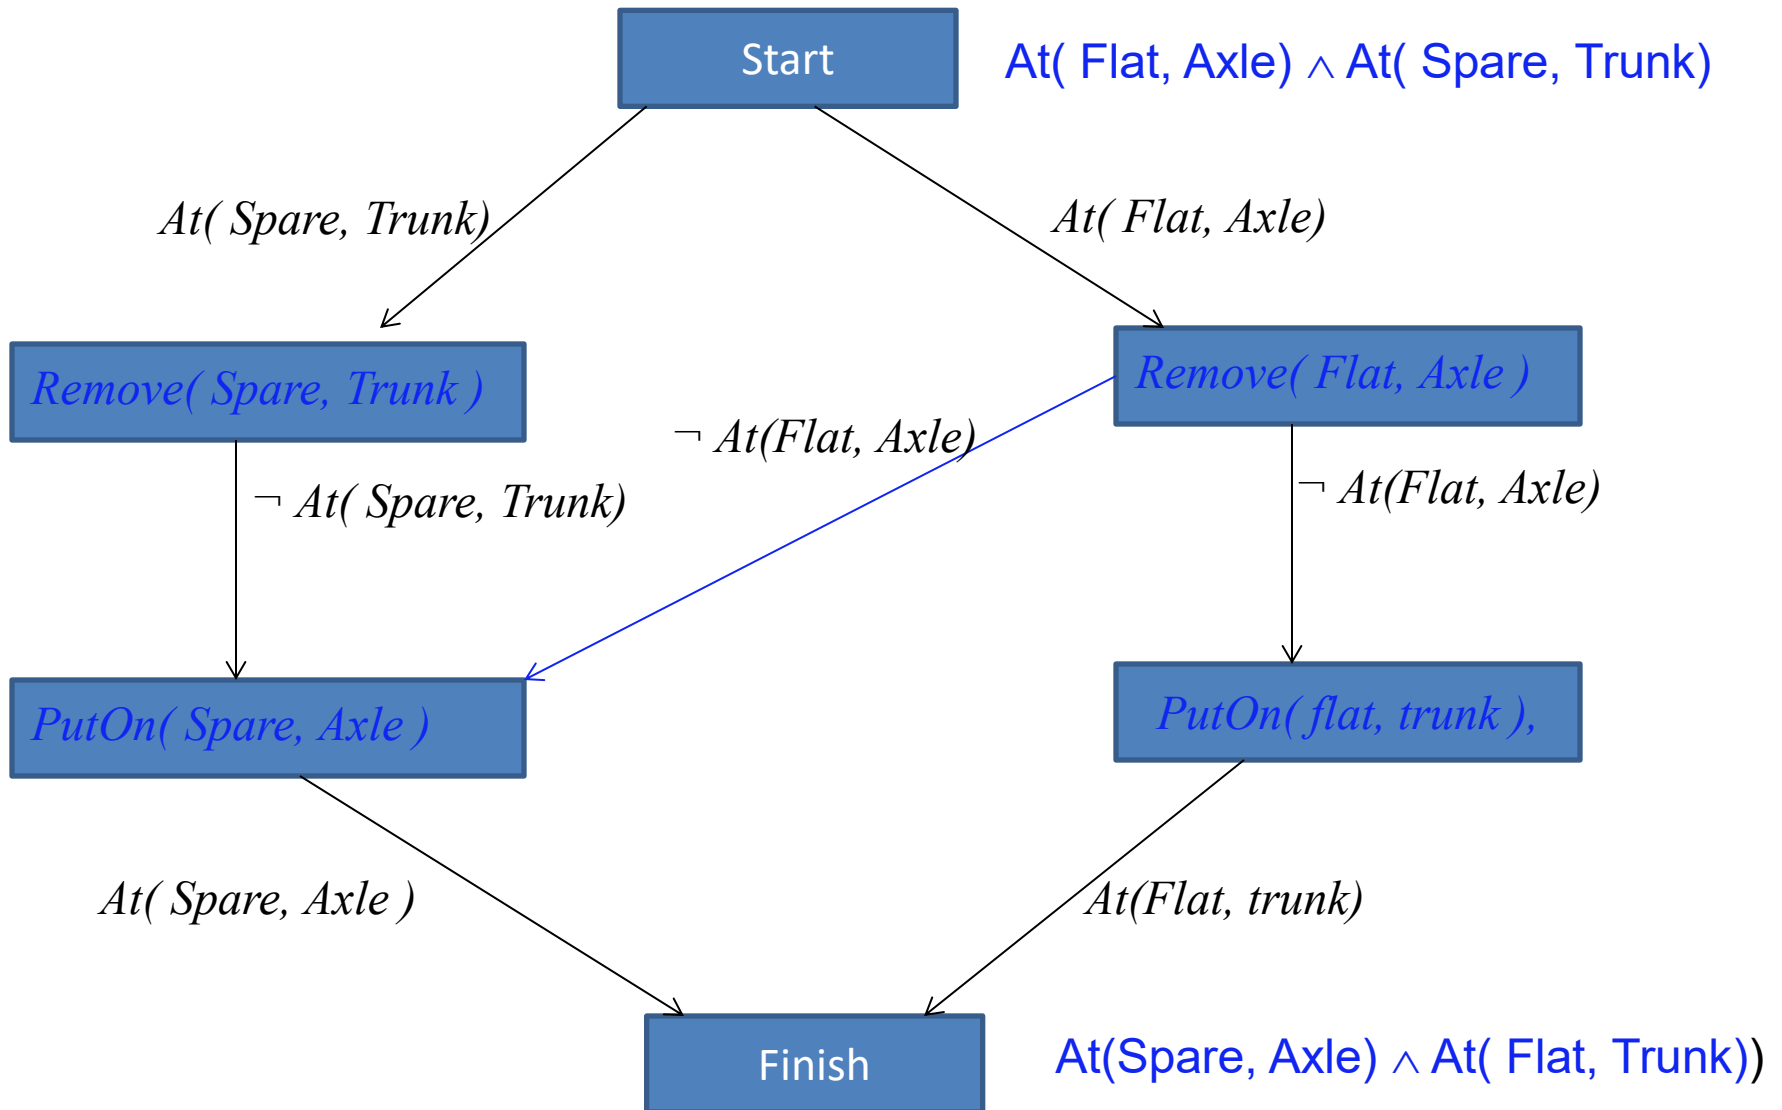 Start
At( Flat, Axle) ∧ At( Spare, Trunk)
At( Spare, Trunk)
At( Flat, Axle)
Remove( Spare, Trunk )
Remove( Flat, Axle )
¬ At(Flat, Axle)
¬ At( Spare, Trunk)
¬ At(Flat, Axle)
PutOn( Spare, Axle )
PutOn( flat, trunk ),
At( Spare, Axle )
At(Flat, trunk)
Finish
At(Spare, Axle) ∧ At( Flat, Trunk))